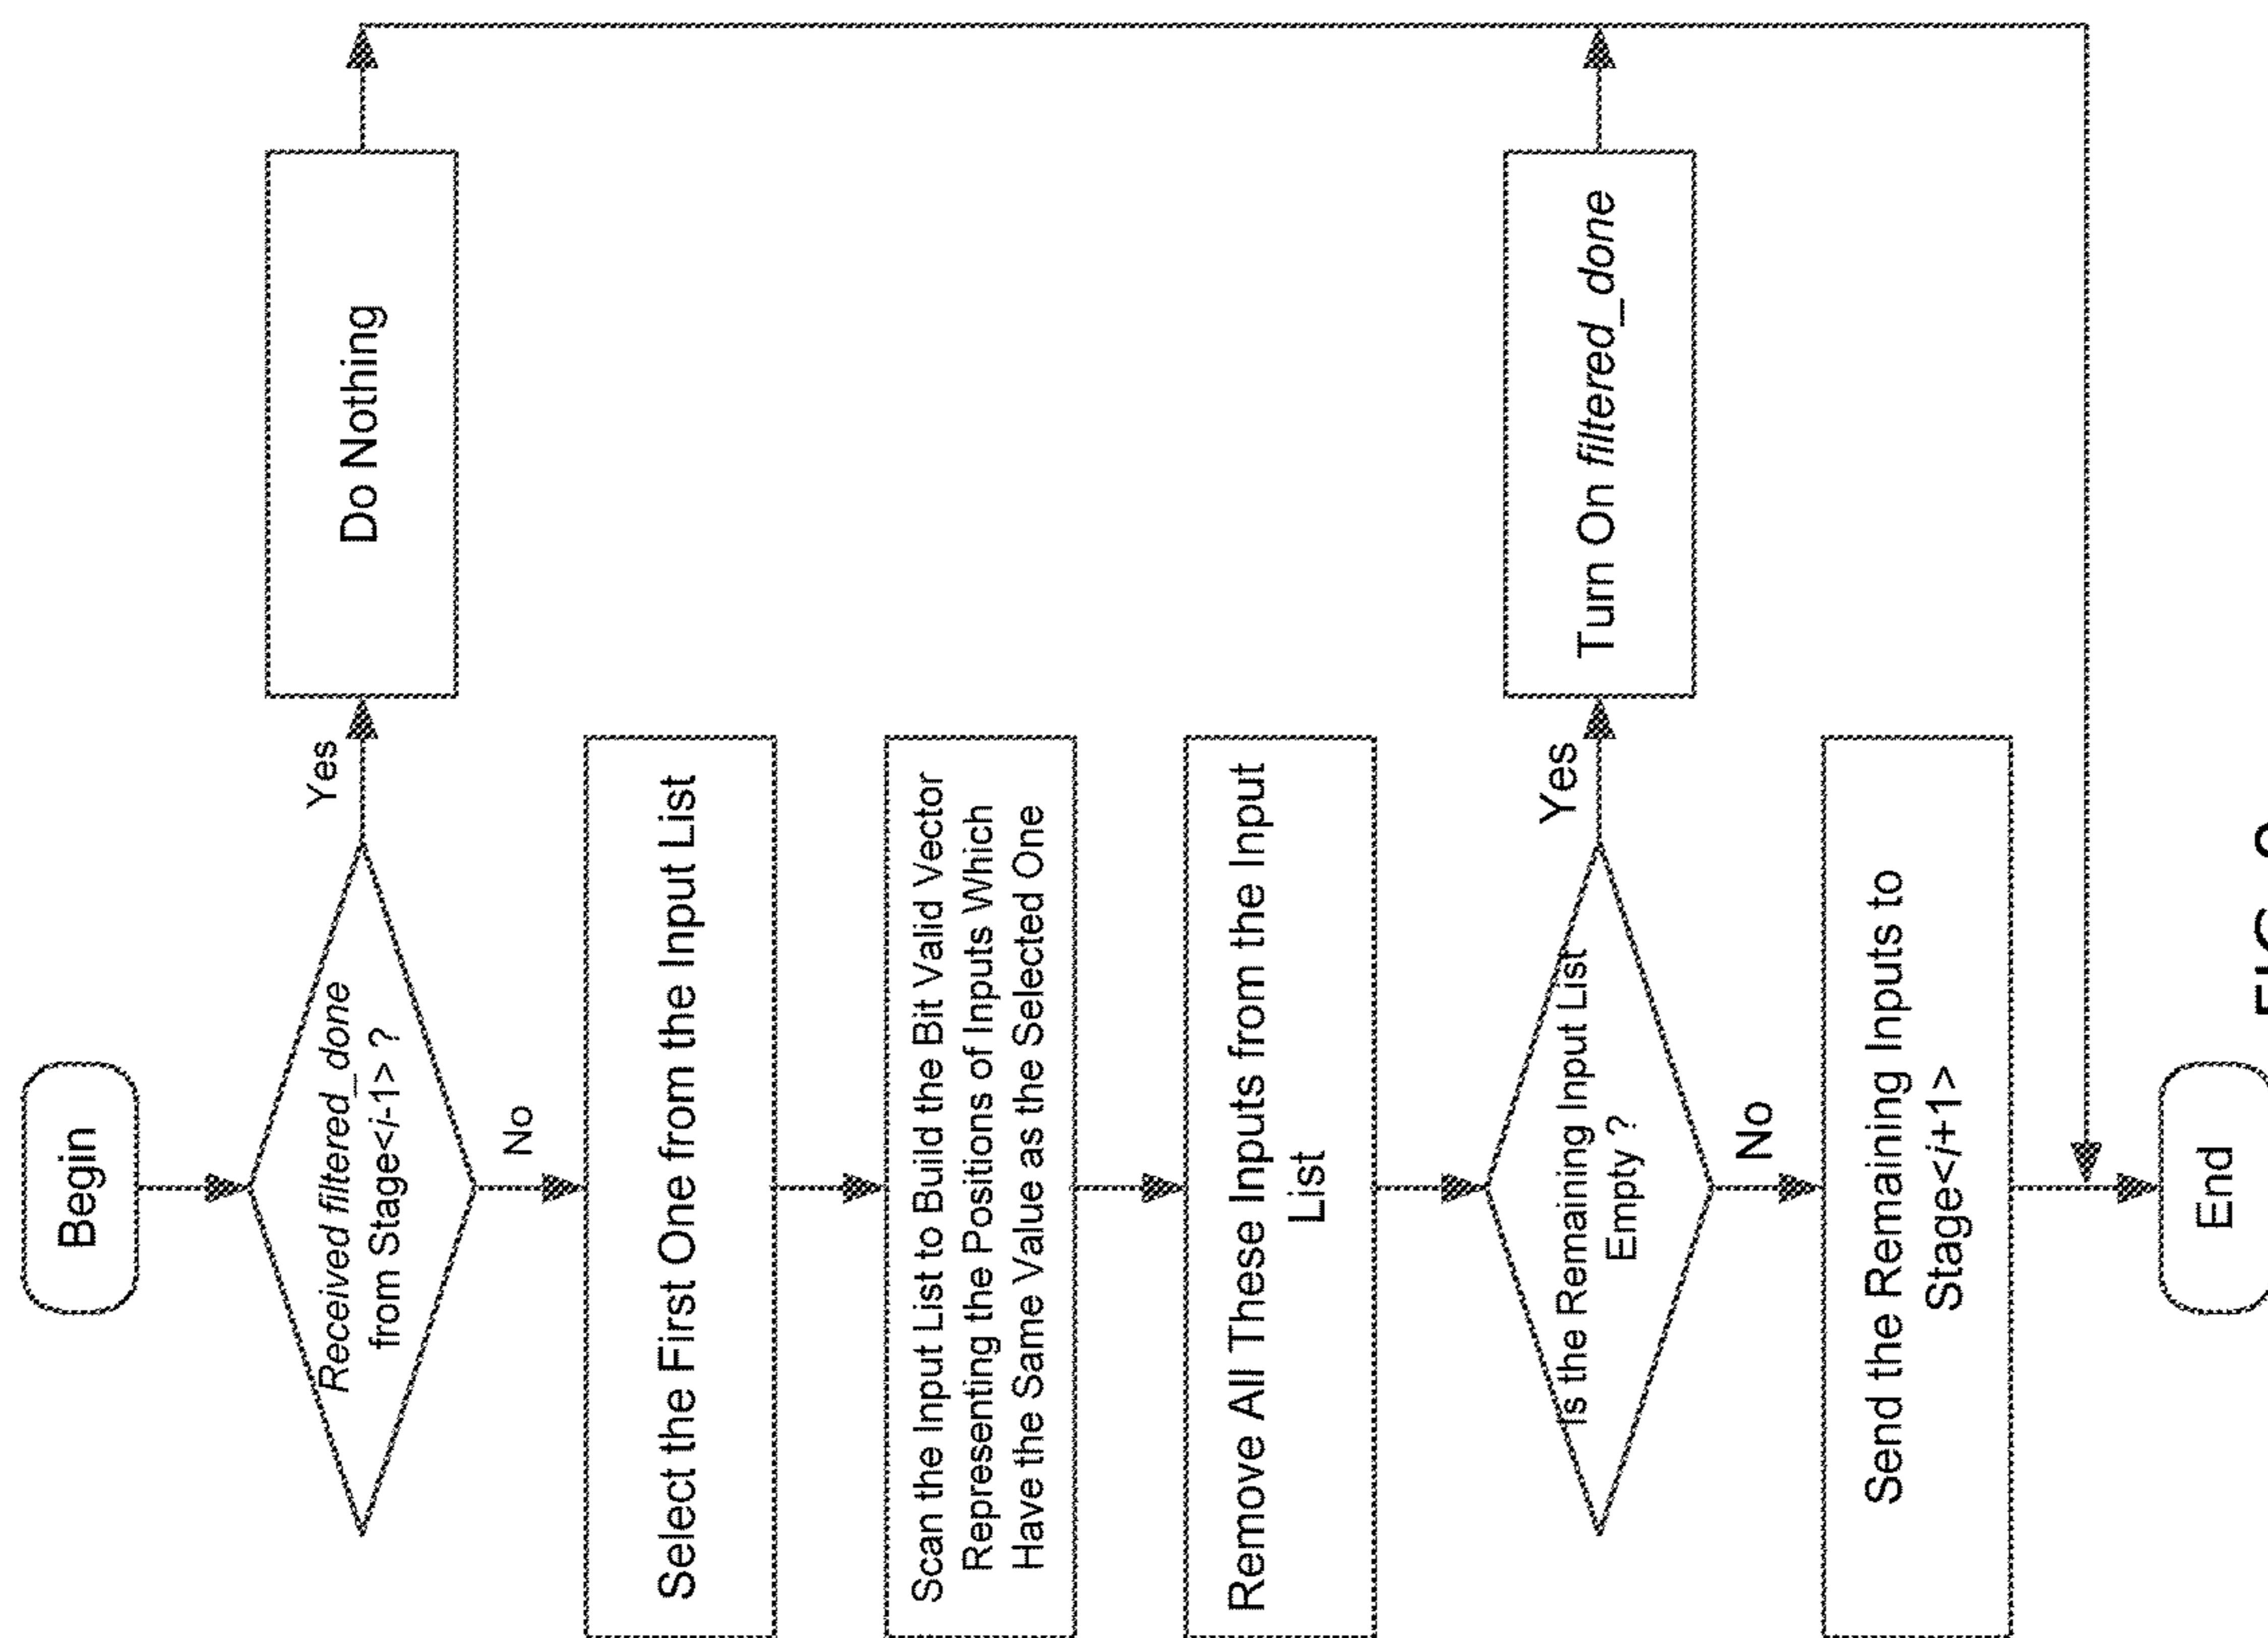 Begin
Received filtered_done
from Stage<i-1> ?
Yes
Do Nothing
No
Select the First One from the Input List
Scan the Input List to Build the Bit Valid Vector
Representing the Positions of Inputs Which
Have the Same Value as the Selected One
Remove All These Inputs from the Input
List
Is the Remaining Input List
Empty ?
Yes
Turn On filtered_done
No
Send the Remaining Inputs to
Stage<i+1>
End
FIG.